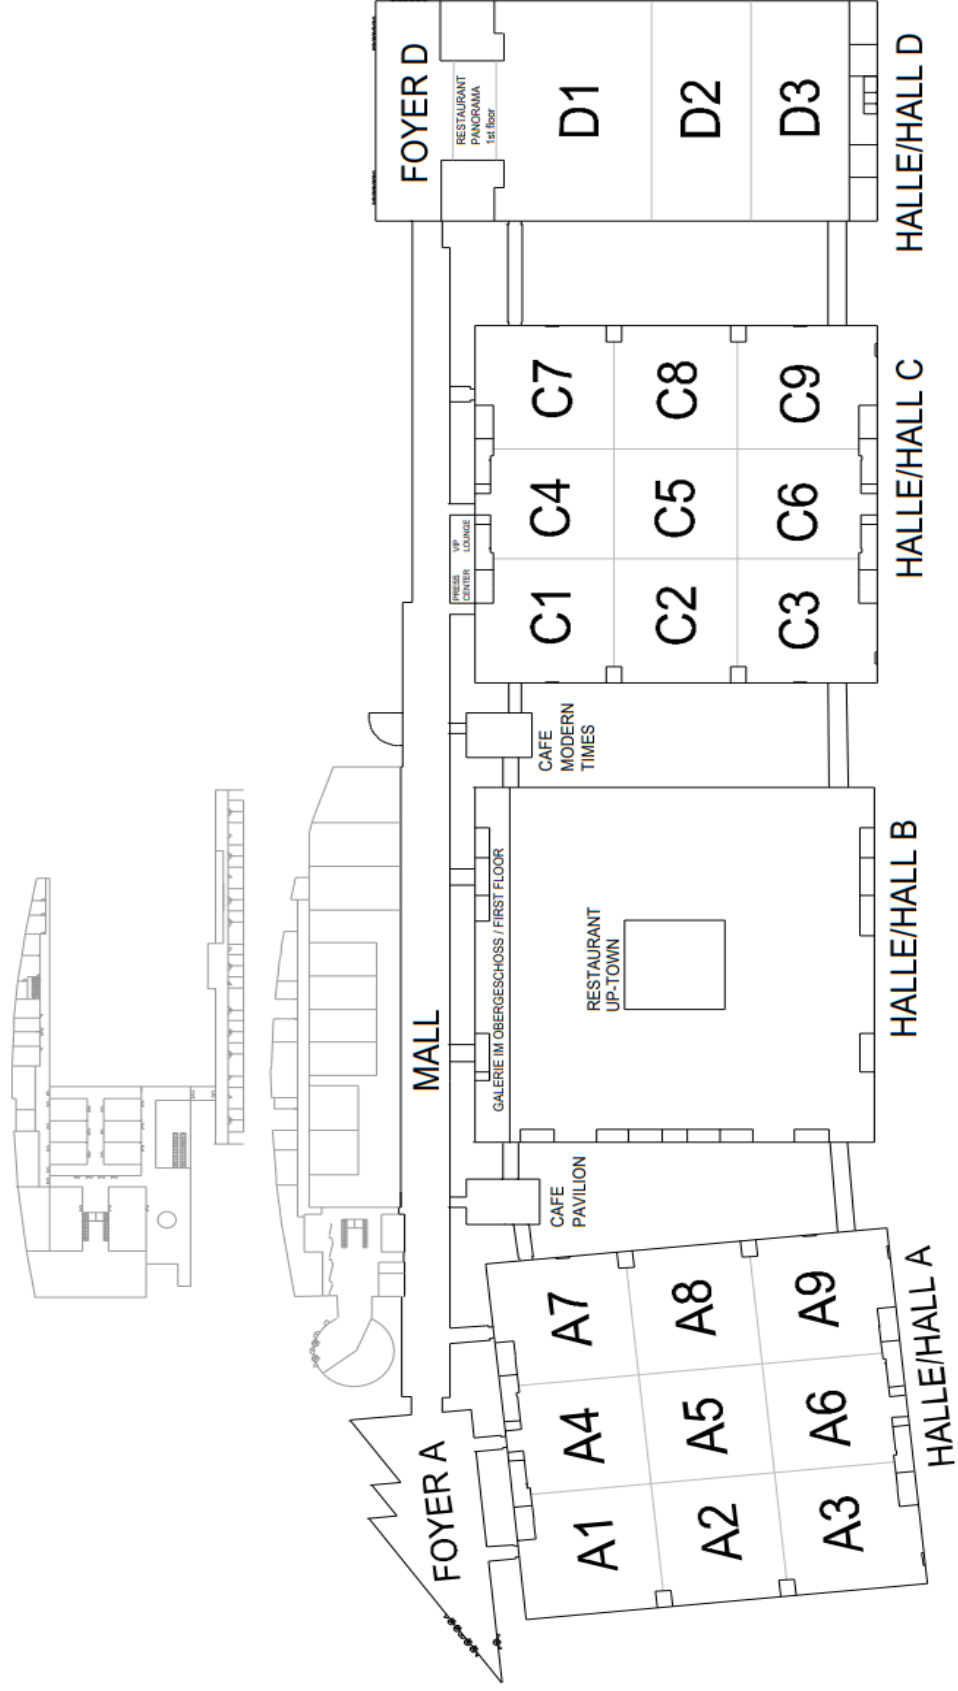 FOYER A
MALL
FOYER D
RESTAURANT
PANORAMA
1st floor
PRESS
CENTER
VIP
LOUNGE
CAFE
PAVILION
GALERIE IM OBERGESCHOSS / FIRST FLOOR
CAFE
MODERN
TIMES
RESTAURANT
UP-TOWN
A1 A4 A7
A2 A5 A8
A3 A6 A9
C1 C4 C7
C2 C5 C8
C3 C6 C9
D1
D2
D3
HALLE/HALL A
HALLE/HALL B
HALLE/HALL C
HALLE/HALL D